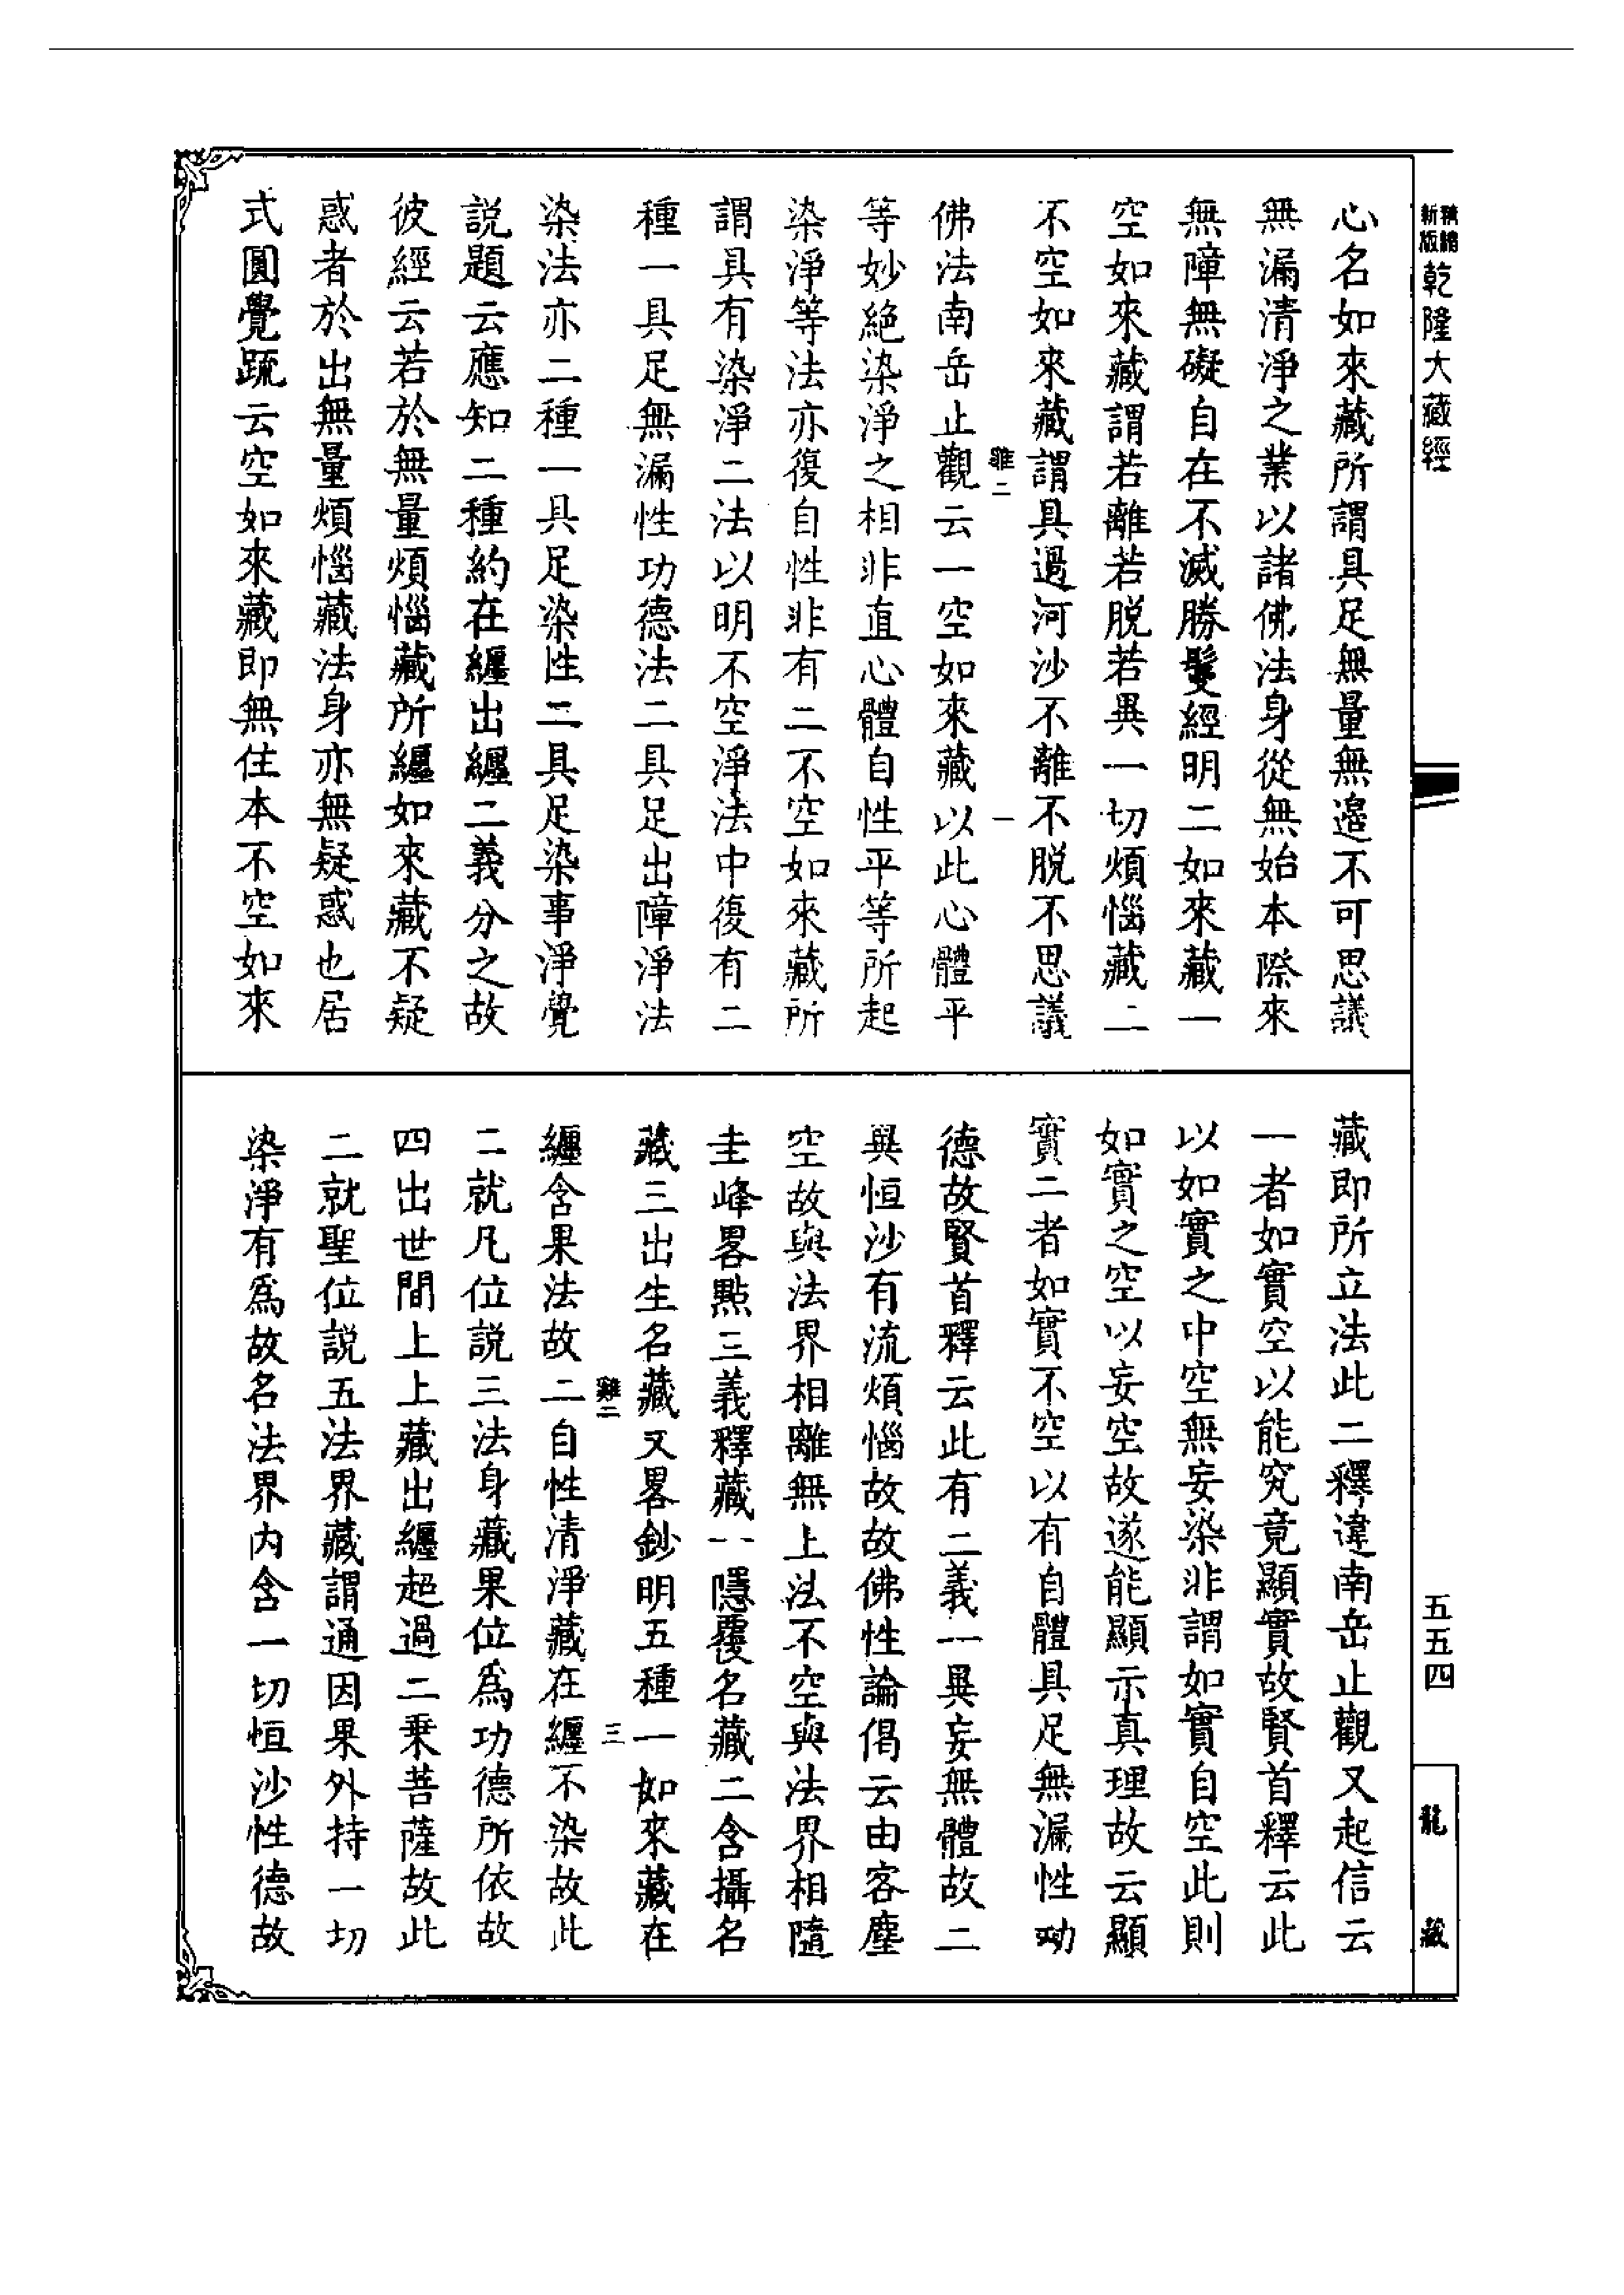 新版精體乾隆大藏經
心名如來藏所謂具足無量無邊不可思議
無漏清淨之業以諸佛法身從無始本際來
無障無礙自在不滅勝鬘經明二如來藏一
空如來藏謂若離若脱若異一切煩惱藏二
不空如來藏謂具過河沙不離不脱不思議
雞二 一
佛法南岳止觀云一空如來藏以此心體平
等妙絕染淨之相非直心體自性平等所起
染淨等法亦復自性非有二不空如來藏所
謂具有染淨二法以明不空淨法中復有二
種一具足無漏性功德法二具足出障淨法
染法亦二種一具足染性二具足染事淨覺
說題云應知二種約在纏出纏二義分之故
彼經云若於無量煩惱藏所纏如來藏不疑
惑者於出無量煩惱藏法身亦無疑惑也居
式圓覺疏云空如來藏即無住本不空如來
藏即所立法此二釋違南岳止觀又起信云
一者如實空以能究竟顯實故賢首釋云此
以如實之中空無妄染非謂如實自空此則
如實之空以妄空故遂能顯示真理故云顯
實二者如實不空以有自體具足無漏性功
德故賢首釋云此有二義一異妄無體故二
異恒沙有流煩惱故故佛性論偈云由客塵
空故與法界相離無上法不空與法界相隨
圭峰畧點三義釋藏一隱覆名藏二含攝名
藏三出生名藏又畧鈔明五種一如來藏在
雞二 三
纏含果法故二自性清淨藏在纏不染故此
二就凡位說三法身藏果位爲功德所依故
四出世間上上藏出纏超過二乘菩薩故此
二就聖位說五法界藏謂通因果外持一切
染淨有爲故名法界內含一切恒沙性德故
五五四
龍藏